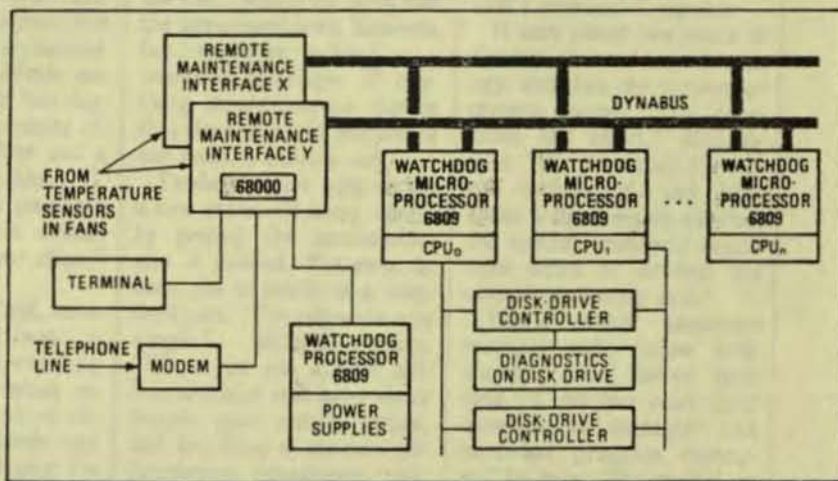 REMOTE
MAINTENANCE
INTERFACE X
REMOTE
MAINTENANCE
INTERFACE Y
68000
DYNABUS
FROM
TEMPERATURE
SENSORS
IN FANS
WATCHDOG
MICRO-
PROCESSOR
6809
CPU₀
WATCHDOG
MICRO-
PROCESSOR
6809
CPU₁
...
WATCHDOG
MICRO-
PROCESSOR
6809
CPUₙ
TERMINAL
TELEPHONE
LINE
MODEM
WATCHDOG
PROCESSOR
6809
POWER
SUPPLIES
DISK-DRIVE
CONTROLLER
DIAGNOSTICS
ON DISK DRIVE
DISK-DRIVE
CONTROLLER